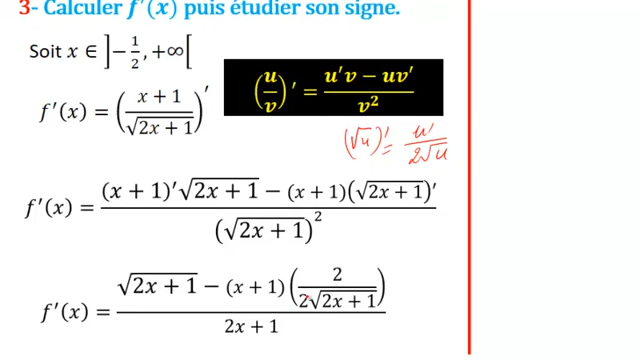 3- Calculer f'(x) puis étudier son signe.
Soit x ∈ ]−1/2, +∞[
(u/v)' = (u'v − uv')/v²
f'(x) = ((x + 1)/√(2x + 1))'
(√u)' = u'/(2√u)
f'(x) = ((x + 1)'√(2x + 1) − (x + 1)(√(2x + 1))')/(√(2x + 1))²
f'(x) = (√(2x + 1) − (x + 1)(2/(2√(2x + 1))))/(2x + 1)